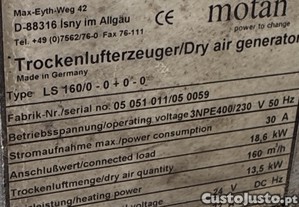 Max-Eyth-Weg 42
D-88316 Isny im Allgäu
Tel. +49 (0)7562/76-0 Fax 76-111
CE
motan
power to change
Trockenlufterzeuger/Dry air generator
Made in Germany
Type LS 160/0 - 0 + 0 - 0
Fabrik-Nr./serial no: 05 051 011/05 0059
Betriebsspannung/operating voltage 3NPE400/230 V 50 Hz
Stromaufnahme max /power consumption 30 A
Anschlußwert/connected load 18,6 kW
Trockenluftmenge/dry air quantity 160 m³/h
leistung/heating power 13,5 kW
24 V DC Hz
CustoJusto.pt